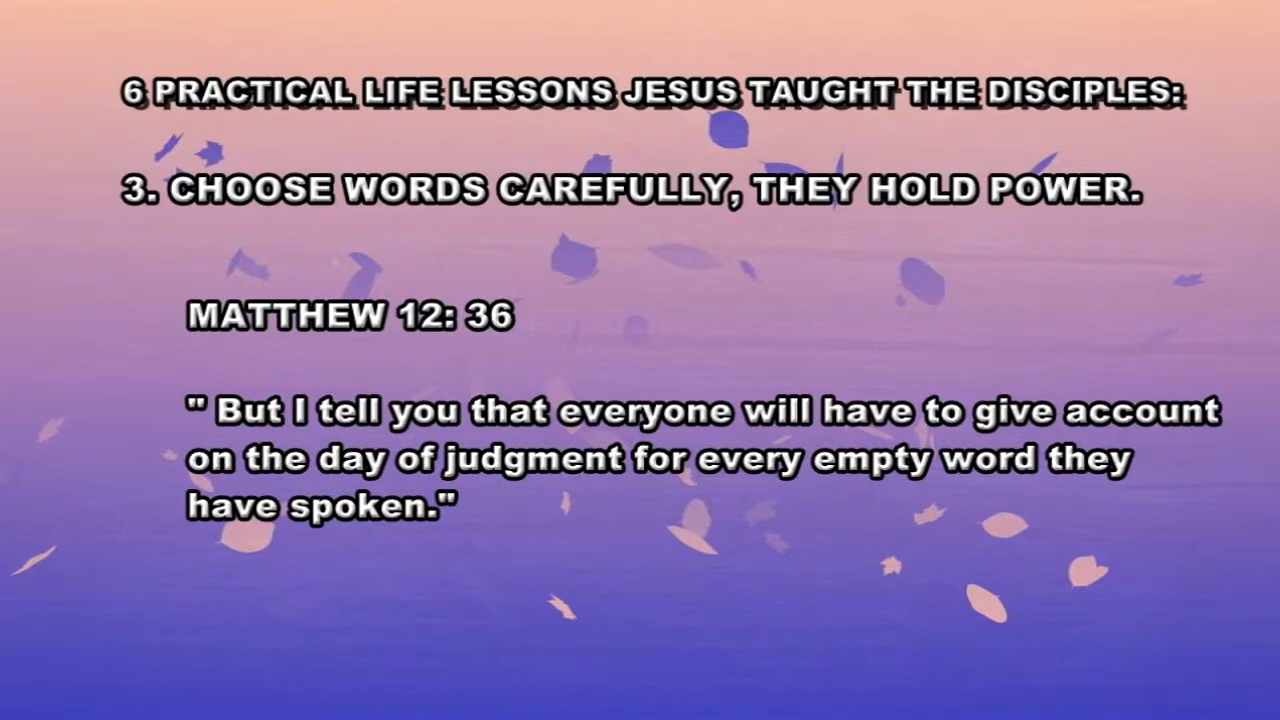 6 PRACTICAL LIFE LESSONS JESUS TAUGHT THE DISCIPLES:
3. CHOOSE WORDS CAREFULLY, THEY HOLD POWER.
MATTHEW 12: 36
" But I tell you that everyone will have to give account
on the day of judgment for every empty word they
have spoken."